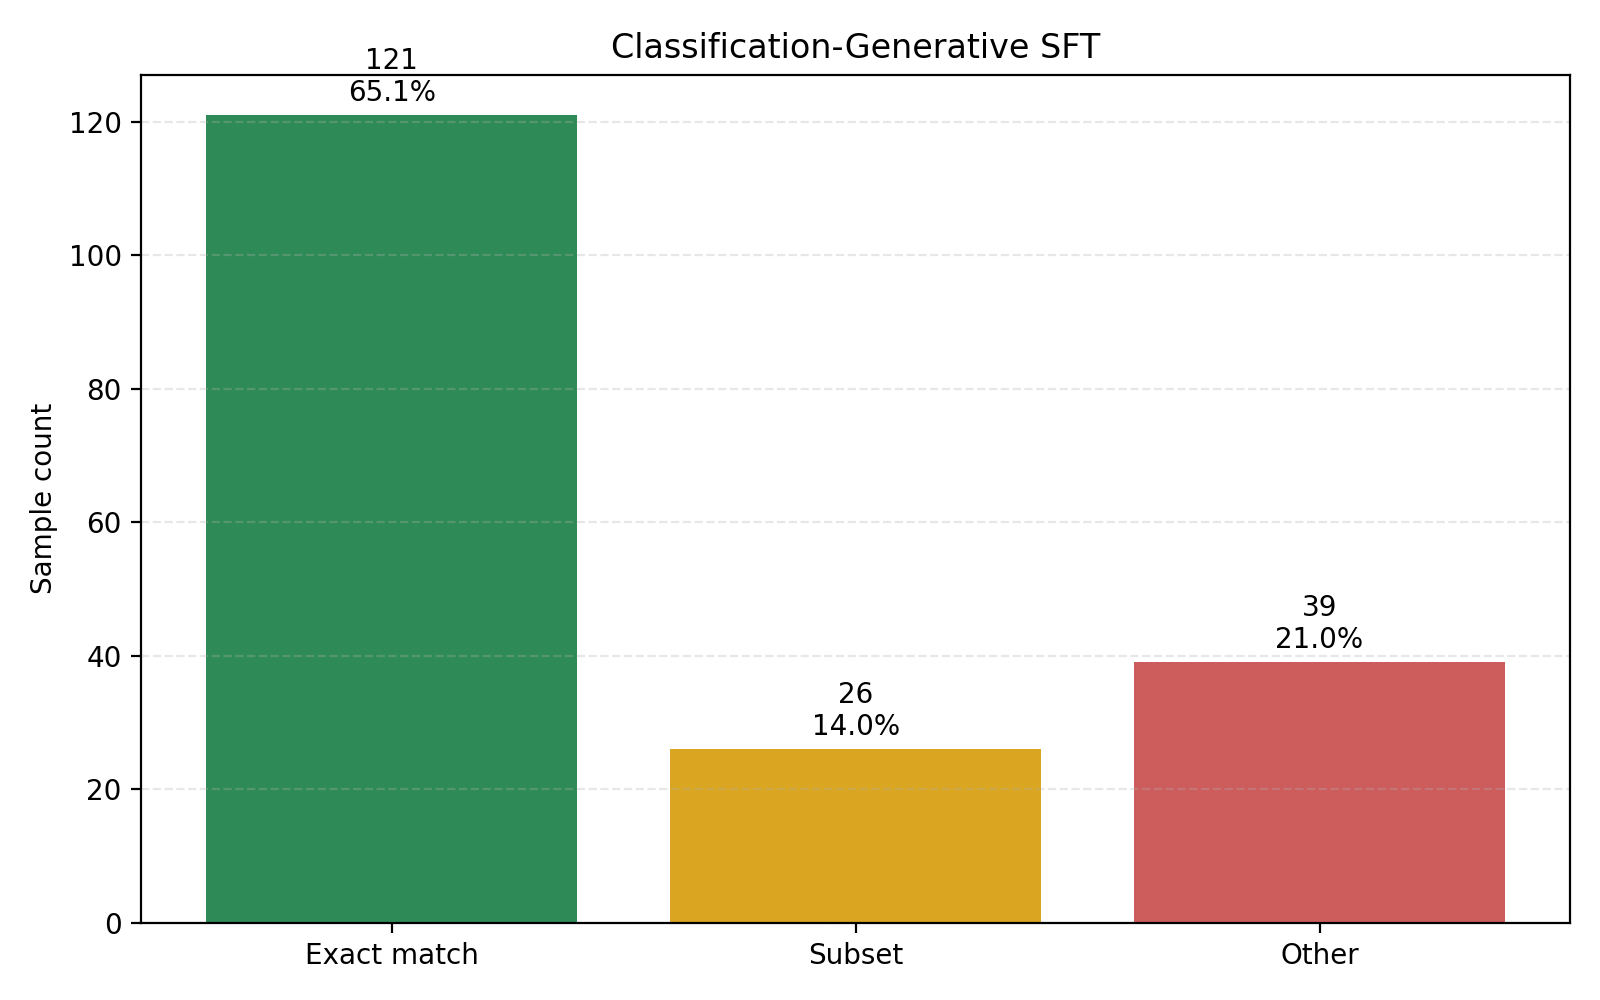 Classification-Generative SFT
121
65.1%
120
100
80
60
40
20
0
Sample count
26
14.0%
39
21.0%
Exact match
Subset
Other